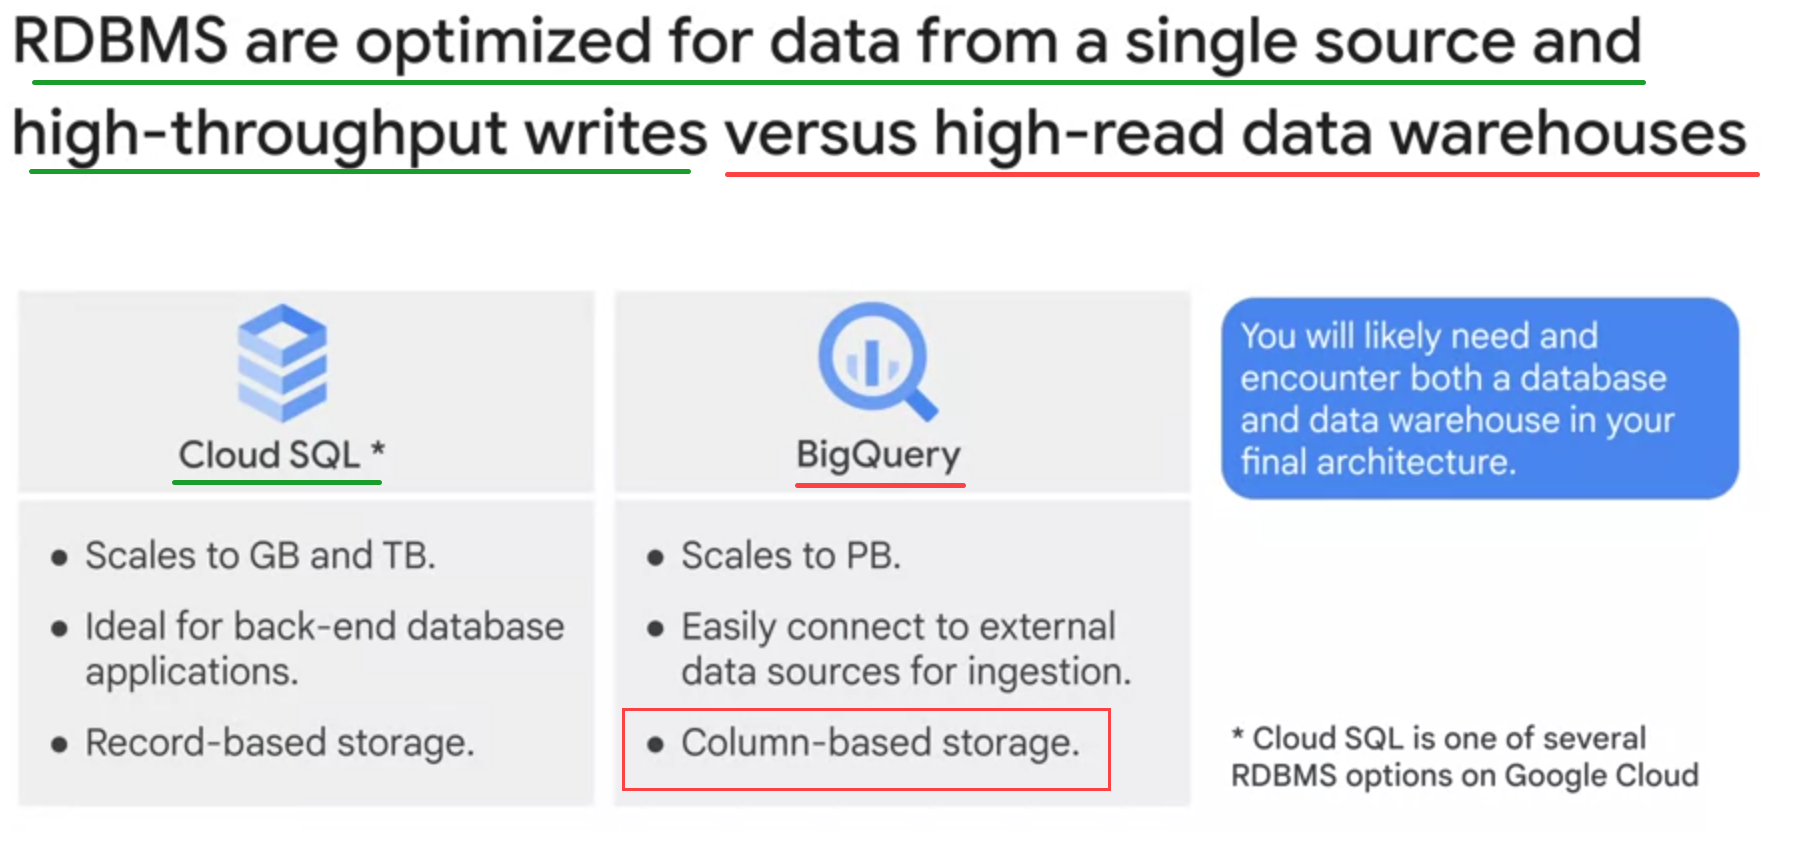 RDBMS are optimized for data from a single source and
high-throughput writes versus high-read data warehouses
Cloud SQL *
● Scales to GB and TB.
● Ideal for back-end database
applications.
● Record-based storage.
BigQuery
● Scales to PB.
● Easily connect to external
data sources for ingestion.
● Column-based storage.
You will likely need and
encounter both a database
and data warehouse in your
final architecture.
* Cloud SQL is one of several
RDBMS options on Google Cloud